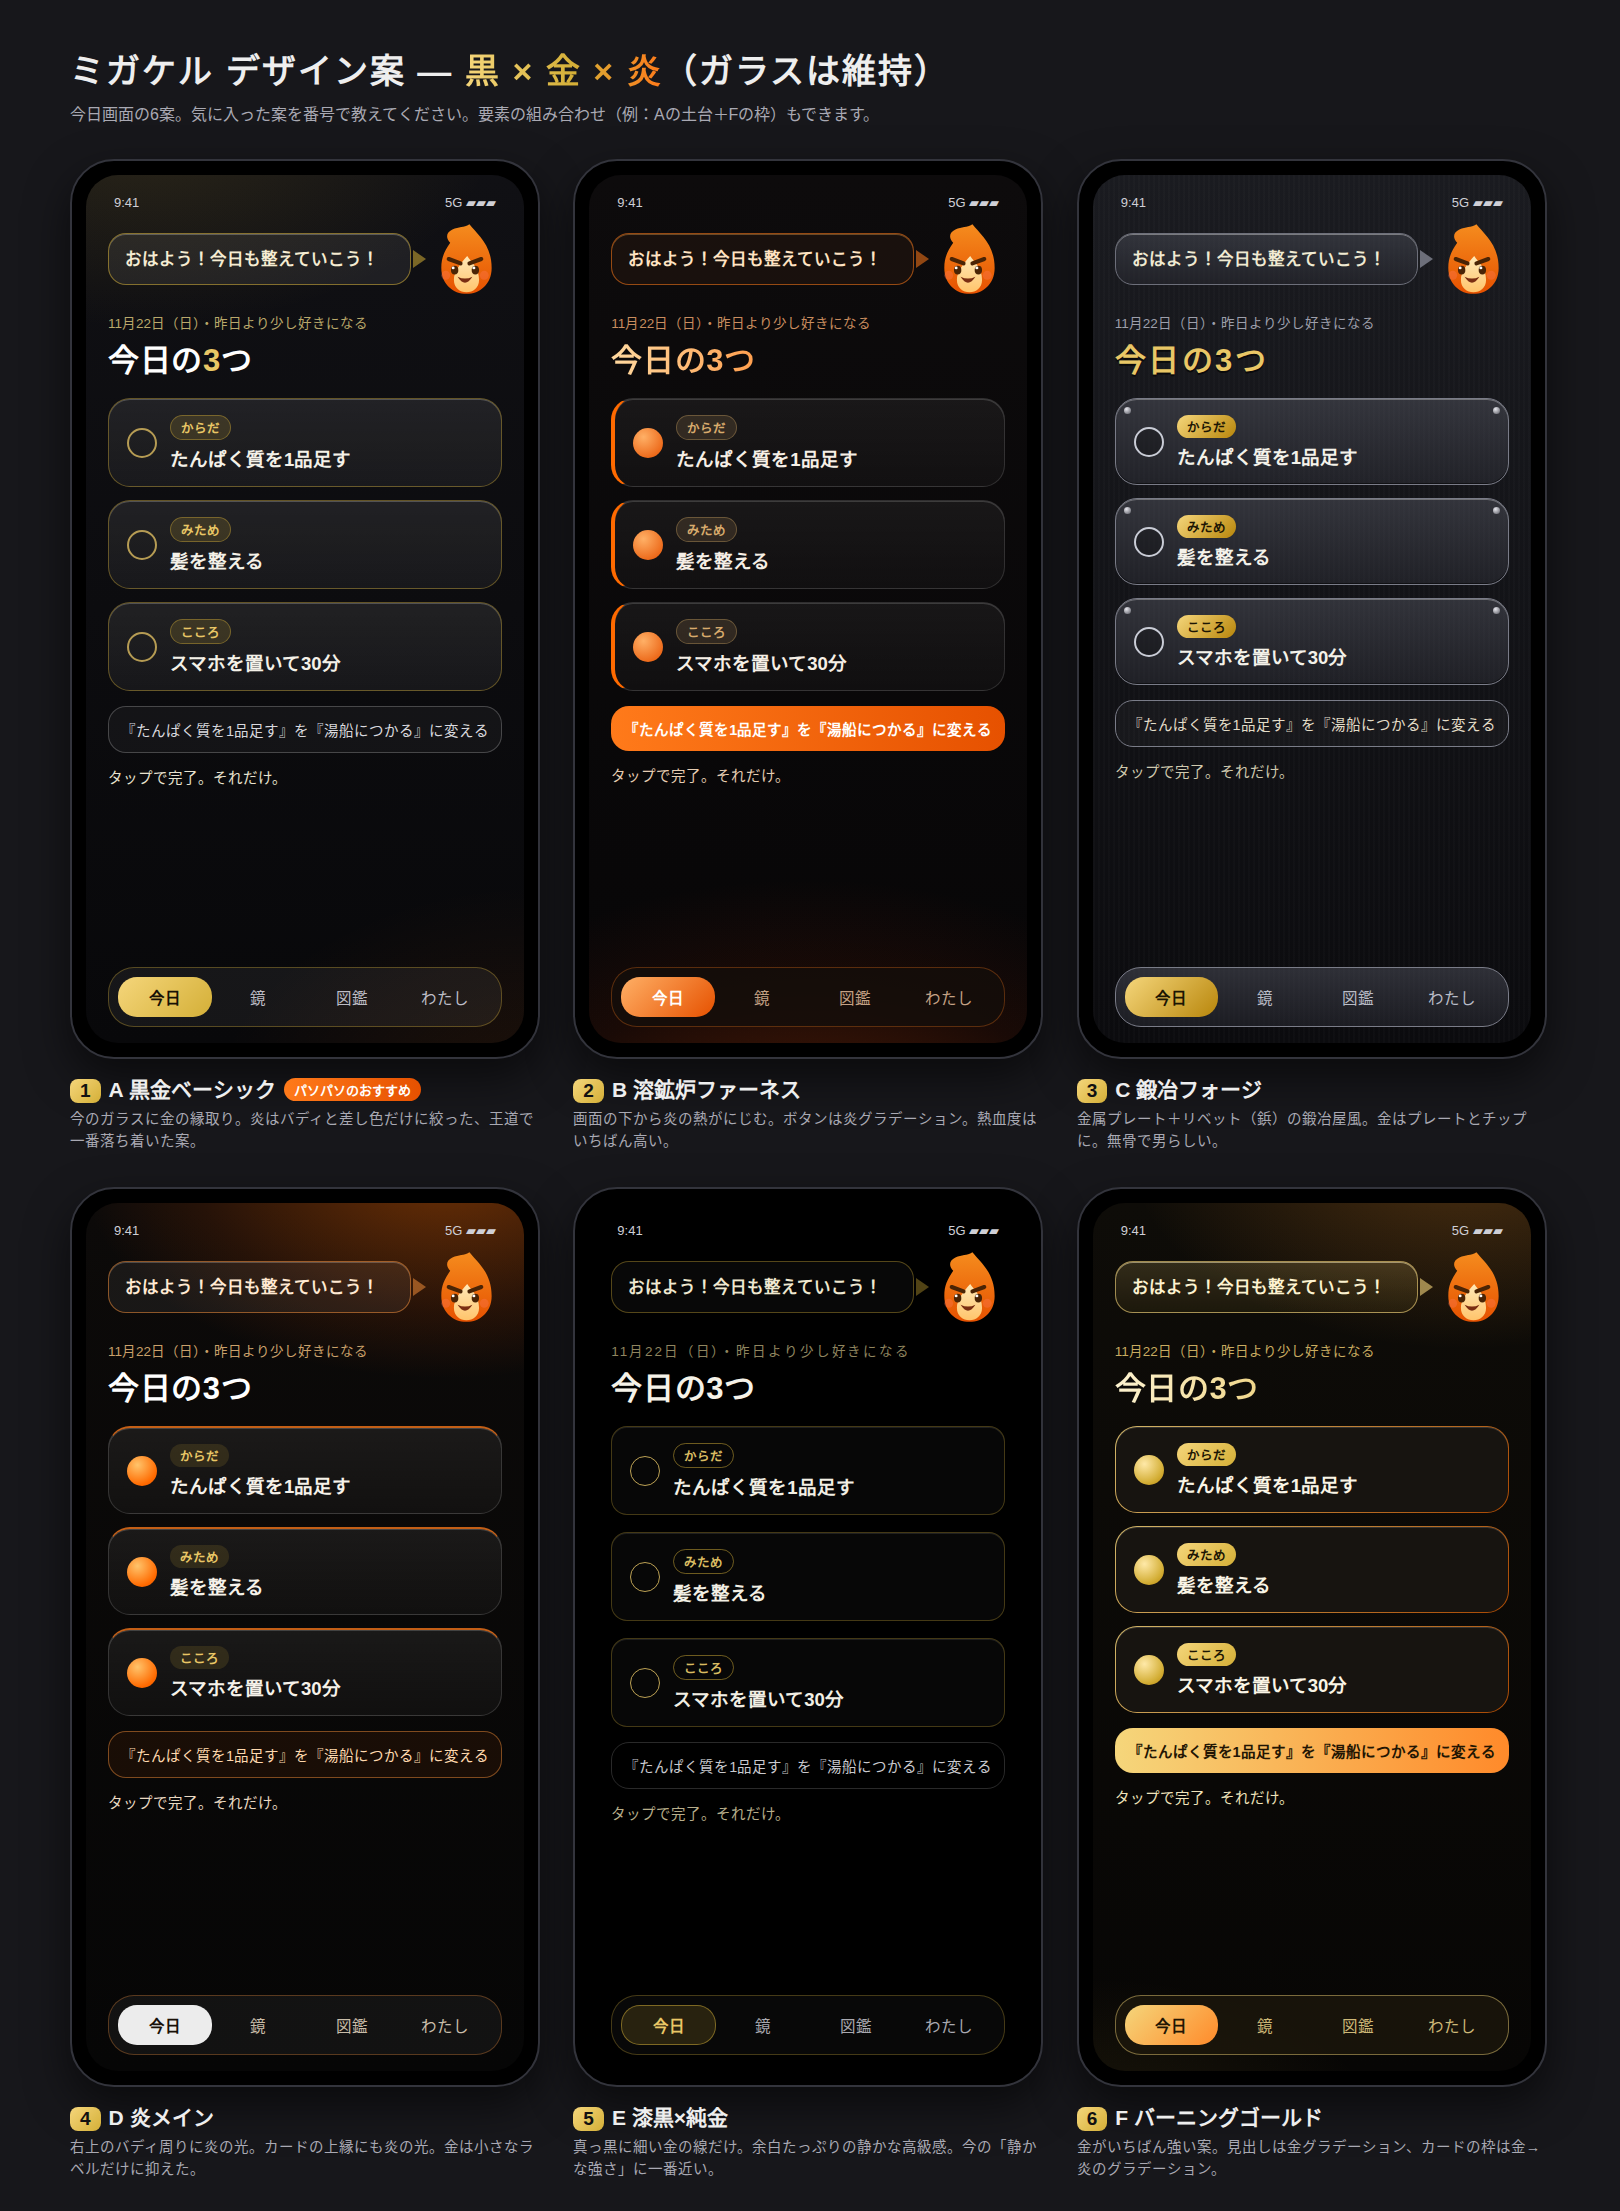 ミガケル デザイン案 — 黒 × 金 × 炎（ガラスは維持）
今日画面の6案。気に入った案を番号で教えてください。要素の組み合わせ（例：Aの土台＋Fの枠）もできます。
9:41
5G
おはよう！今日も整えていこう！
11月22日（日）・昨日より少し好きになる
今日の3つ
からだ
たんぱく質を1品足す
みため
髪を整える
こころ
スマホを置いて30分
『たんぱく質を1品足す』を『湯船につかる』に変える
タップで完了。それだけ。
今日 鏡 図鑑 わたし
1 A 黒金ベーシック パソパソのおすすめ
今のガラスに金の縁取り。炎はバディと差し色だけに絞った、王道で
一番落ち着いた案。
9:41
5G
おはよう！今日も整えていこう！
11月22日（日）・昨日より少し好きになる
今日の3つ
からだ
たんぱく質を1品足す
みため
髪を整える
こころ
スマホを置いて30分
『たんぱく質を1品足す』を『湯船につかる』に変える
タップで完了。それだけ。
今日 鏡 図鑑 わたし
2 B 溶鉱炉ファーネス
画面の下から炎の熱がにじむ。ボタンは炎グラデーション。熱血度は
いちばん高い。
9:41
5G
おはよう！今日も整えていこう！
11月22日（日）・昨日より少し好きになる
今日の3つ
からだ
たんぱく質を1品足す
みため
髪を整える
こころ
スマホを置いて30分
『たんぱく質を1品足す』を『湯船につかる』に変える
タップで完了。それだけ。
今日 鏡 図鑑 わたし
3 C 鍛冶フォージ
金属プレート＋リベット（鋲）の鍛冶屋風。金はプレートとチップ
に。無骨で男らしい。
9:41
5G
おはよう！今日も整えていこう！
11月22日（日）・昨日より少し好きになる
今日の3つ
からだ
たんぱく質を1品足す
みため
髪を整える
こころ
スマホを置いて30分
『たんぱく質を1品足す』を『湯船につかる』に変える
タップで完了。それだけ。
今日 鏡 図鑑 わたし
4 D 炎メイン
右上のバディ周りに炎の光。カードの上縁にも炎の光。金は小さなラ
ベルだけに抑えた。
9:41
5G
おはよう！今日も整えていこう！
11月22日（日）・昨日より少し好きになる
今日の3つ
からだ
たんぱく質を1品足す
みため
髪を整える
こころ
スマホを置いて30分
『たんぱく質を1品足す』を『湯船につかる』に変える
タップで完了。それだけ。
今日 鏡 図鑑 わたし
5 E 漆黒×純金
真っ黒に細い金の線だけ。余白たっぷりの静かな高級感。今の「静か
な強さ」に一番近い。
9:41
5G
おはよう！今日も整えていこう！
11月22日（日）・昨日より少し好きになる
今日の3つ
からだ
たんぱく質を1品足す
みため
髪を整える
こころ
スマホを置いて30分
『たんぱく質を1品足す』を『湯船につかる』に変える
タップで完了。それだけ。
今日 鏡 図鑑 わたし
6 F バーニングゴールド
金がいちばん強い案。見出しは金グラデーション、カードの枠は金→
炎のグラデーション。